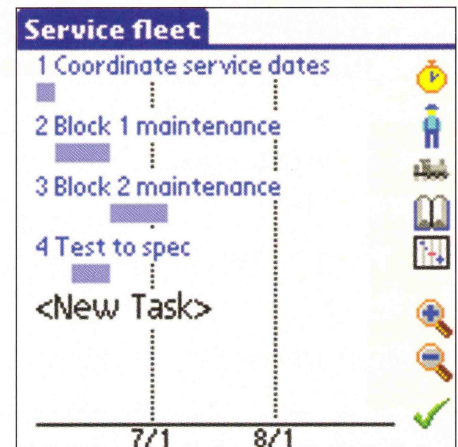 Service fleet
1 Coordinate service dates
2 Block 1 maintenance
3 Block 2 maintenance
4 Test to spec
<New Task>
7/1 8/1